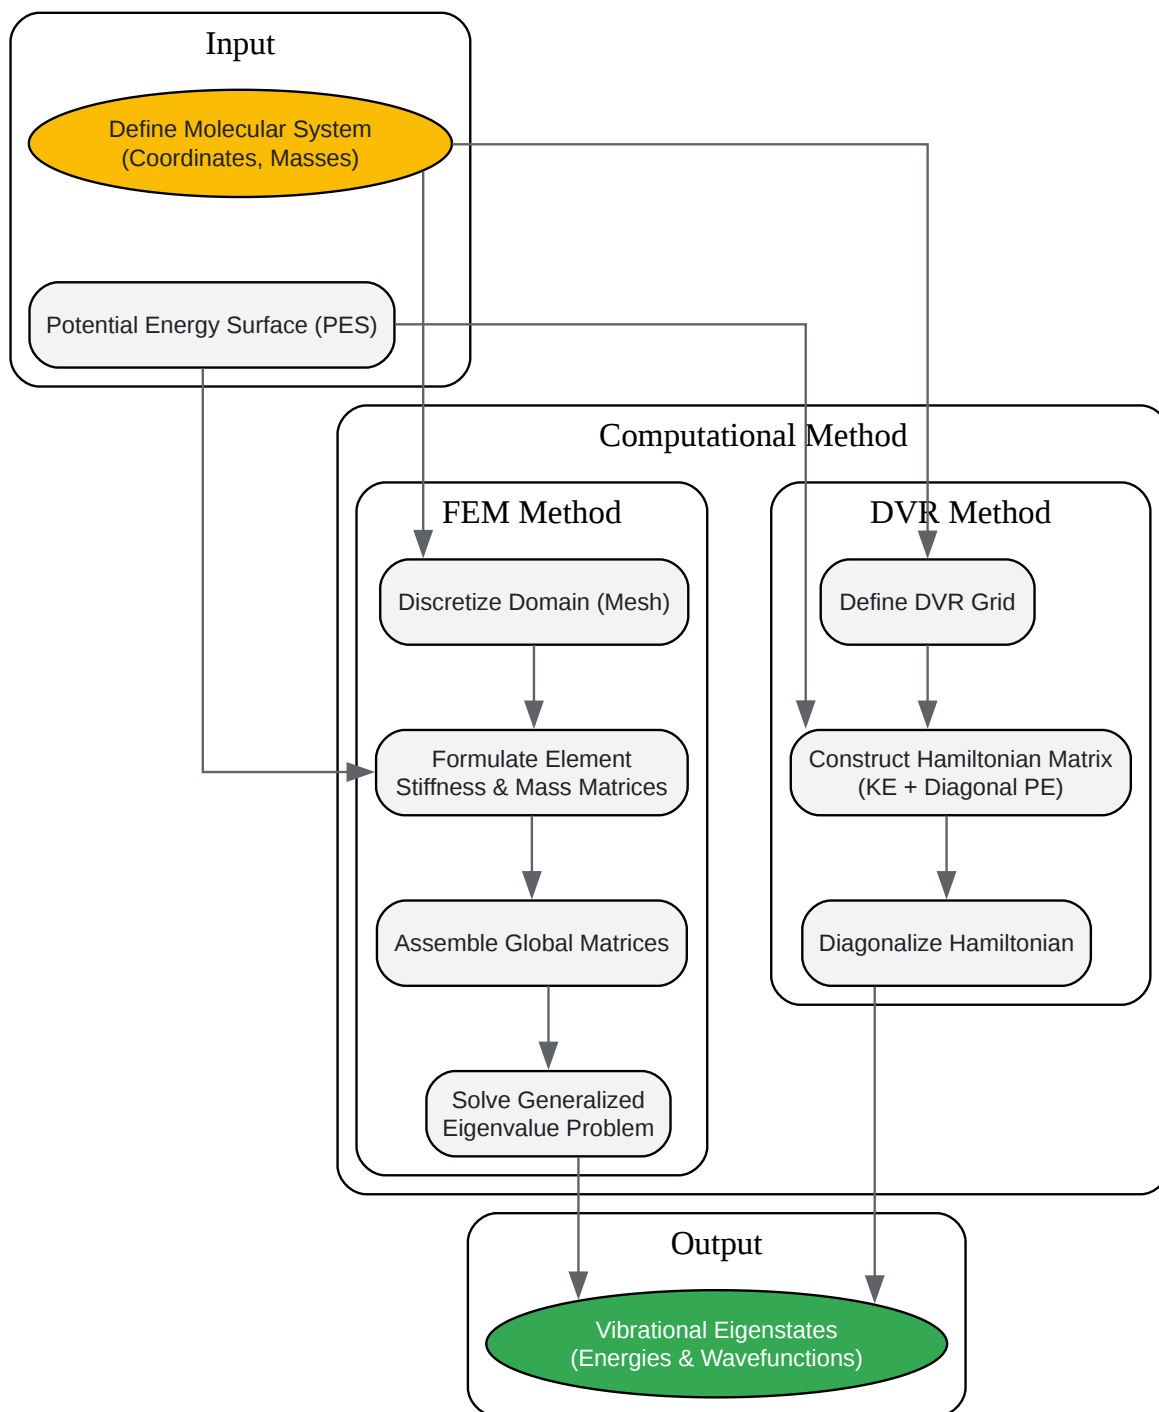 Input
Define Molecular System
(Coordinates, Masses)
Potential Energy Surface (PES)
Computational Method
FEM Method
Discretize Domain (Mesh)
Formulate Element
Stiffness & Mass Matrices
Assemble Global Matrices
Solve Generalized
Eigenvalue Problem
DVR Method
Define DVR Grid
Construct Hamiltonian Matrix
(KE + Diagonal PE)
Diagonalize Hamiltonian
Output
Vibrational Eigenstates
(Energies & Wavefunctions)